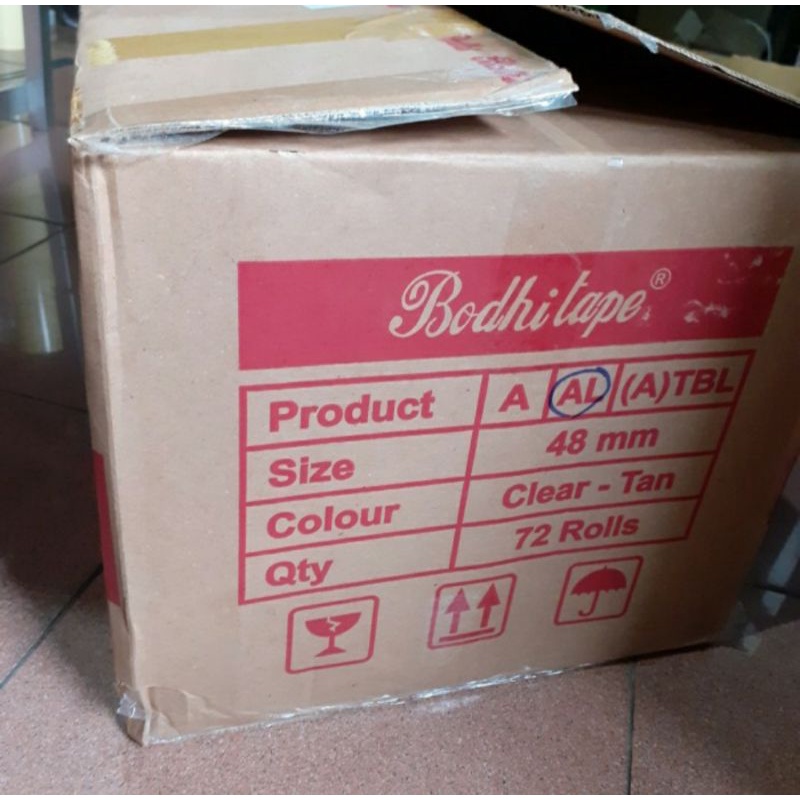 Bodhi tape®
Product A AL (A)TBL
Size 48 mm
Colour Clear - Tan
Qty 72 Rolls